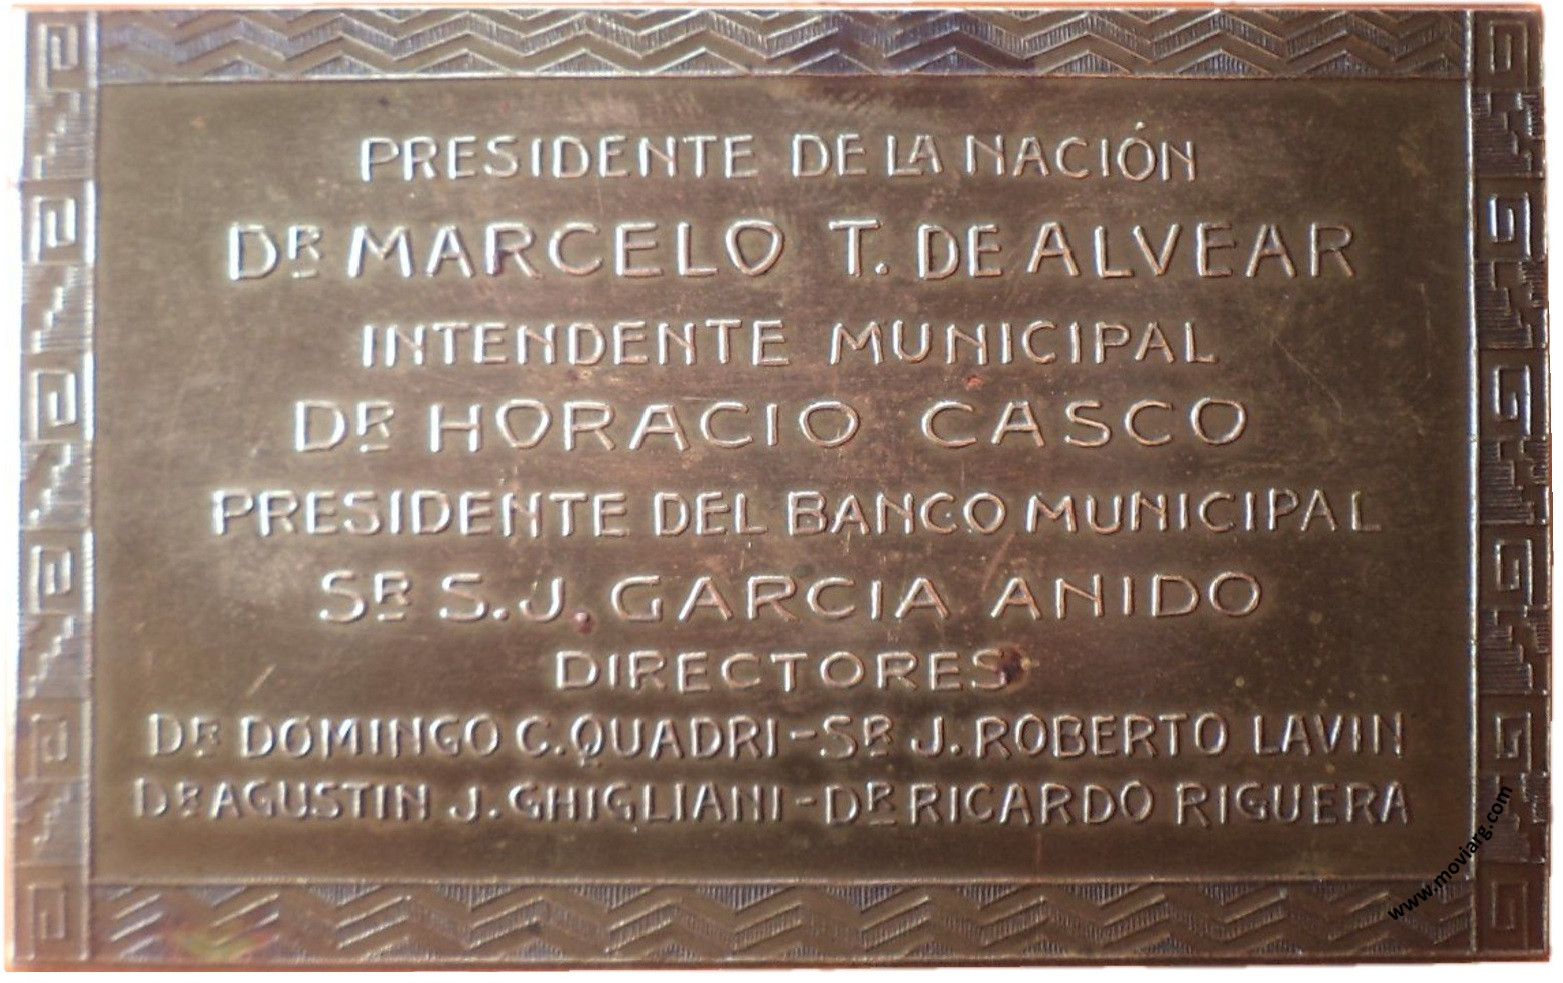 PRESIDENTE DE LA NACIÓN
DR MARCELO T. DE ALVEAR
INTENDENTE MUNICIPAL
DR HORACIO CASCO
PRESIDENTE DEL BANCO MUNICIPAL
SR S.J. GARCIA ANIDO
DIRECTORES
DR DOMINGO C. QUADRI - SR J. ROBERTO LAVIN
DR AGUSTIN J. GHIGLIANI - DR RICARDO RIGUERA
www.moviarg.com